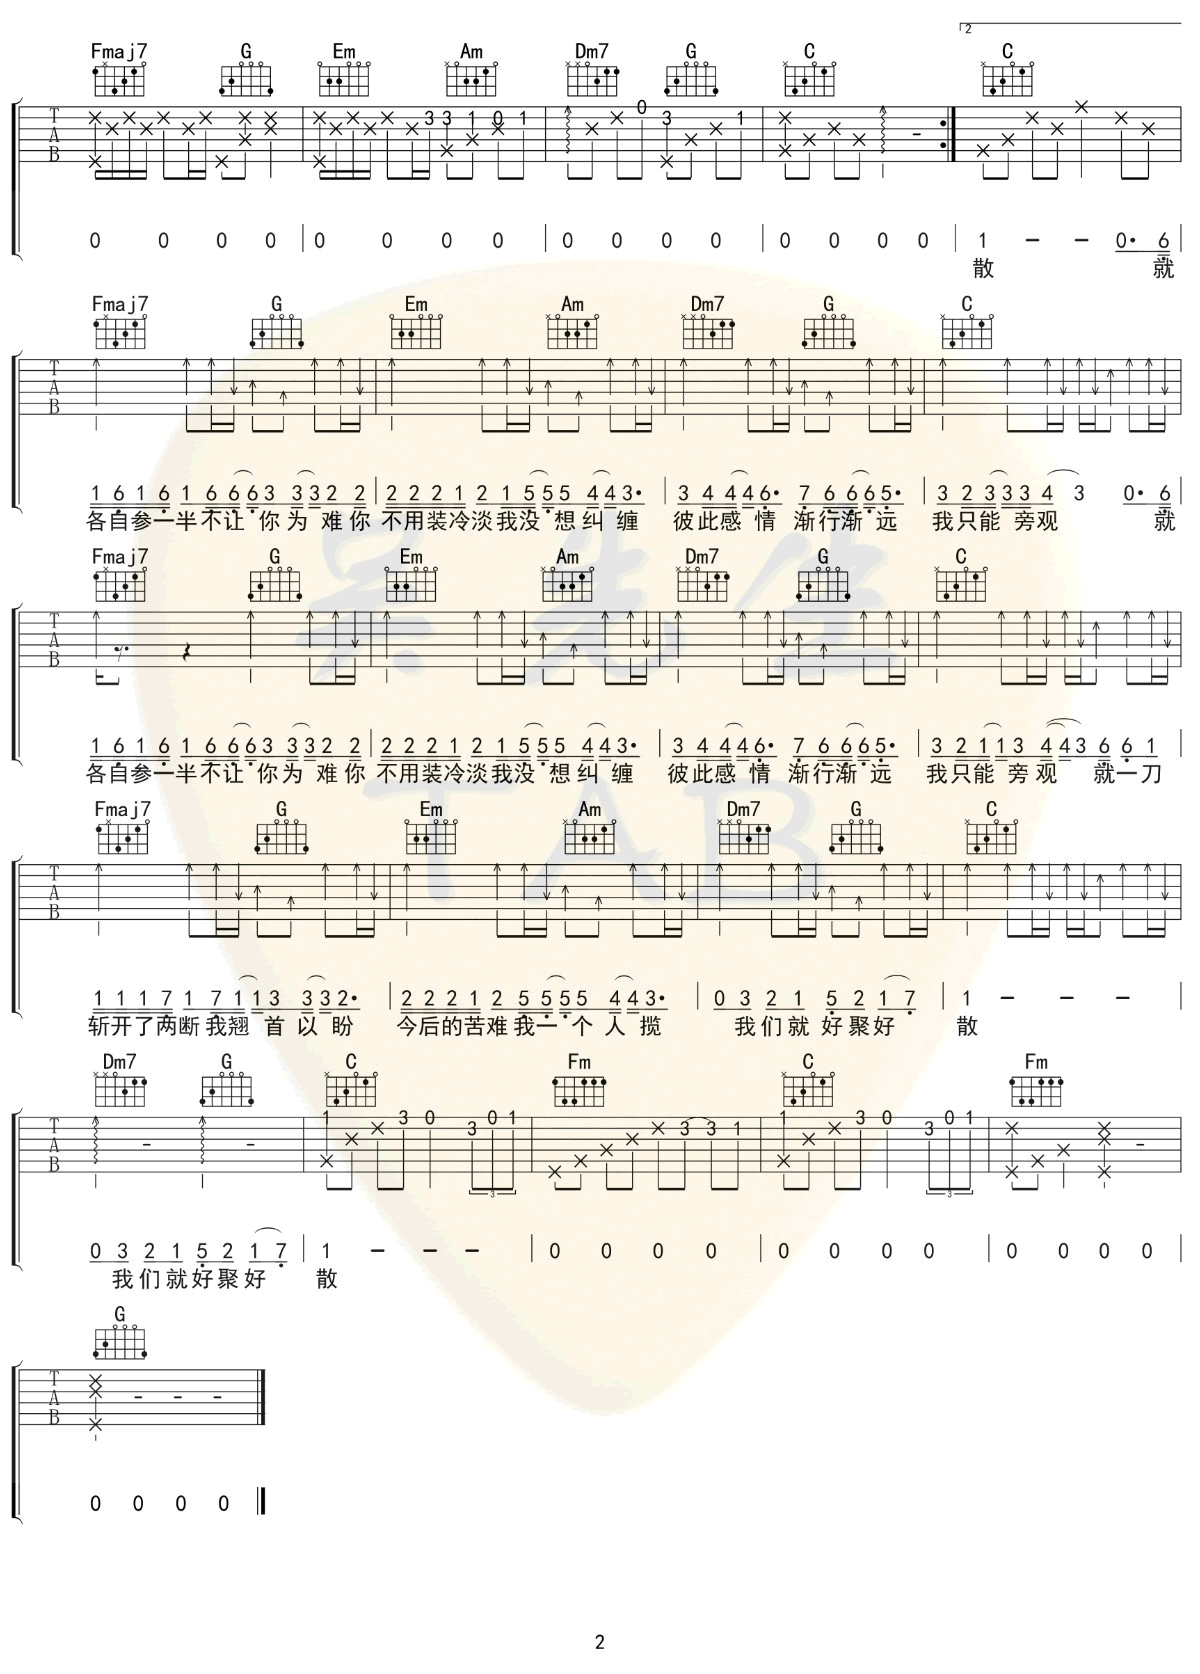 2
Fmaj7 G Em Am Dm7 G C C
T 3 3 1 0 1 0 3 1
A
B
0 0 0 0 0 0 0 0 0 0 0 0 0 0 0 0 1 - - 0· 6
散 就
Fmaj7 G Em Am Dm7 G C
T
A
B
1 6 1 6 1 6 6 6 3 3 3 2 2 2 2 2 1 2 1 5 5 5 4 4 3· 3 4 4 4 6· 7 6 6 6 5· 3 2 3 3 3 4 3 0· 6
各自参一半不让 你为 难你 不用装冷淡我没 想纠 缠 彼此感 情 渐行渐 远 我只能 旁观 就
Fmaj7 G Em Am Dm7 G C
T
A
B
1 6 1 6 1 6 6 6 3 3 3 2 2 2 2 2 1 2 1 5 5 5 4 4 3· 3 4 4 4 6· 7 6 6 6 5· 3 2 1 1 3 4 4 3 6 6 1
各自参一半不让 你为 难你 不用装冷淡我没 想纠 缠 彼此感 情 渐行渐 远 我只能 旁观 就一刀
吴先生
TAB
Fmaj7 G Em Am Dm7 G C
T
A
B
1 1 1 7 1 7 1 1 3 3 3 2· 2 2 2 1 2 5 5 5 5 4 4 3· 0 3 2 1 5 2 1 7 1 - - -
斩开了两断我翘 首 以 盼 今后的苦难我一 个 人 揽 我们就好聚好 散
Dm7 G C Fm C Fm
T - - 1 3 0 3 0 1 3 3 1 1 3 0 3 0 1 -
A
B
3 3
0 3 2 1 5 2 1 7 1 - - - 0 0 0 0 0 0 0 0 0 0 0 0
我们就好聚好 散
G
T
A - - -
B
0 0 0 0
2